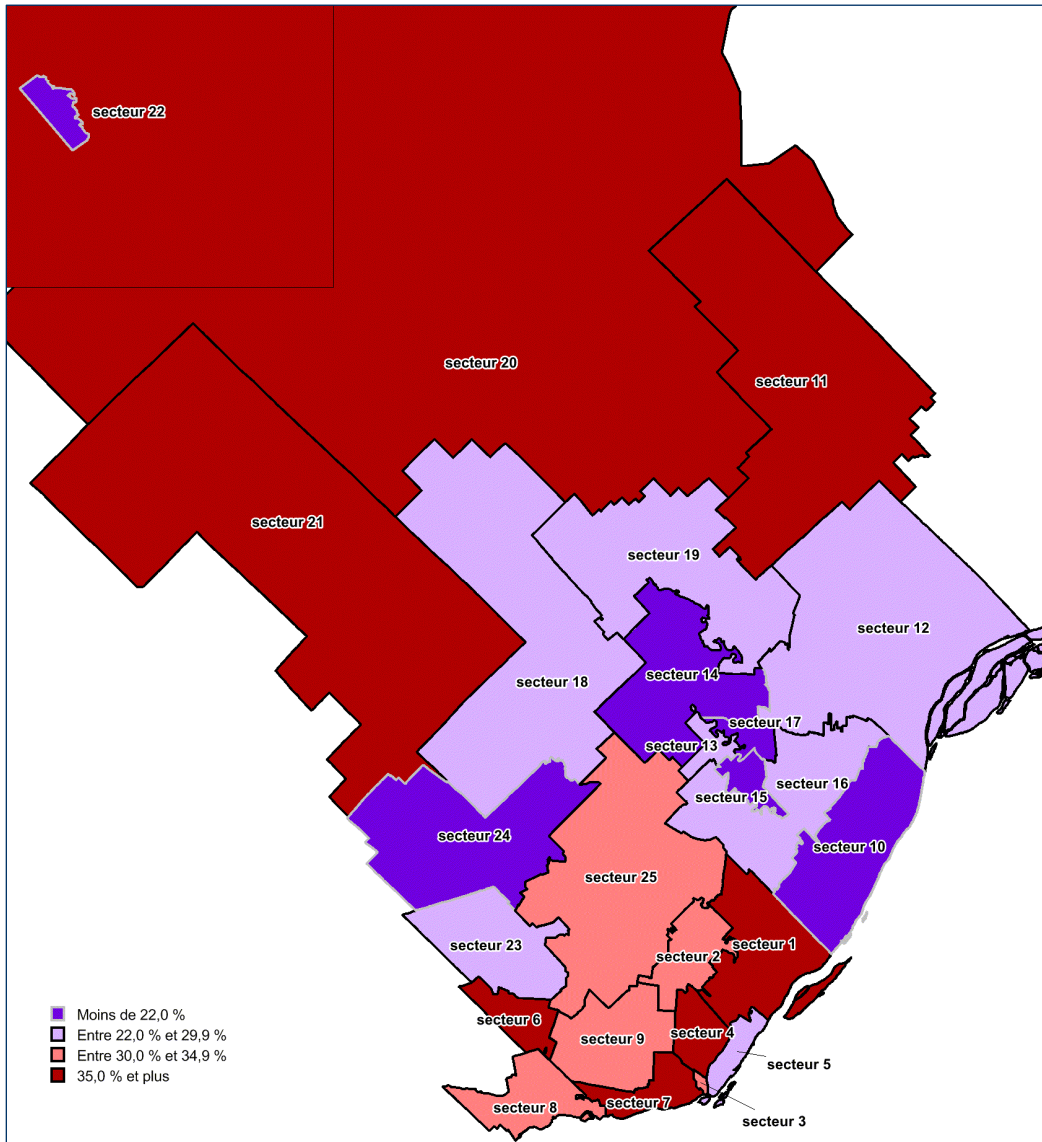 secteur 22
secteur 20
secteur 11
secteur 21
secteur 19
secteur 12
secteur 14
secteur 18
secteur 17
secteur 13
secteur 16
secteur 15
secteur 24
secteur 10
secteur 25
secteur 23
secteur 1
secteur 2
secteur 6
secteur 4
secteur 9
secteur 5
secteur 7
secteur 8
secteur 3
Moins de 22,0 %
Entre 22,0 % et 29,9 %
Entre 30,0 % et 34,9 %
35,0 % et plus